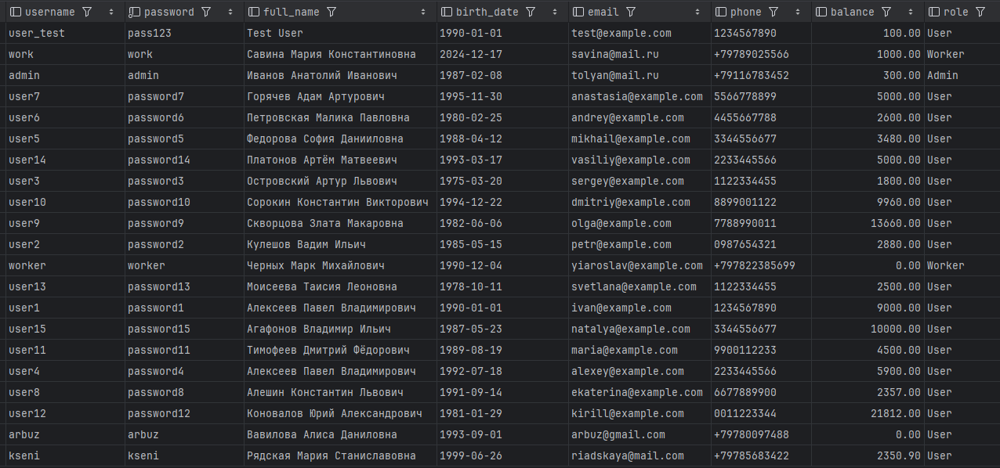 username password full_name birth_date email phone balance role
user_test pass123 Test User 1990-01-01 test@example.com 1234567890 100.00 User
work work Савина Мария Константиновна 2024-12-17 savina@mail.ru +79789025566 1000.00 Worker
admin admin Иванов Анатолий Иванович 1987-02-08 tolyan@mail.ru +79116783452 300.00 Admin
user7 password7 Горячев Адам Артурович 1995-11-30 anastasia@example.com 5566778899 5000.00 User
user6 password6 Петровская Малика Павловна 1980-02-25 andrey@example.com 4455667788 2600.00 User
user5 password5 Федорова София Данииловна 1988-04-12 mikhail@example.com 3344556677 3480.00 User
user14 password14 Платонов Артём Матвеевич 1993-03-17 vasiliy@example.com 2233445566 5000.00 User
user3 password3 Островский Артур Львович 1975-03-20 sergey@example.com 1122334455 1800.00 User
user10 password10 Сорокин Константин Викторович 1994-12-22 dmitriy@example.com 8899001122 9960.00 User
user9 password9 Скворцова Злата Макаровна 1982-06-06 olga@example.com 7788990011 13660.00 User
user2 password2 Кулешов Вадим Ильич 1985-05-15 petr@example.com 0987654321 2880.00 User
worker worker Черных Марк Михайлович 1990-12-04 yiaroslav@example.com +797822385699 0.00 Worker
user13 password13 Моисеева Таисия Леоновна 1978-10-11 svetlana@example.com 1122334455 2500.00 User
user1 password1 Алексеев Павел Владимирович 1990-01-01 ivan@example.com 1234567890 9000.00 User
user15 password15 Агафонов Владимир Ильич 1987-05-23 natalya@example.com 3344556677 10000.00 User
user11 password11 Тимофеев Дмитрий Фёдорович 1989-08-19 maria@example.com 9900112233 4500.00 User
user4 password4 Алексеев Павел Владимирович 1992-07-18 alexey@example.com 2233445566 5900.00 User
user8 password8 Алешин Константин Львович 1991-09-14 ekaterina@example.com 6677889900 2357.00 User
user12 password12 Коновалов Юрий Александрович 1981-01-29 kirill@example.com 0011223344 21812.00 User
arbuz arbuz Вавилова Алиса Даниловна 1993-09-01 arbuz@gmail.com +79780097488 0.00 User
kseni kseni Рядская Мария Станиславовна 1999-06-26 riadskaya@mail.com +79785683422 2350.90 User